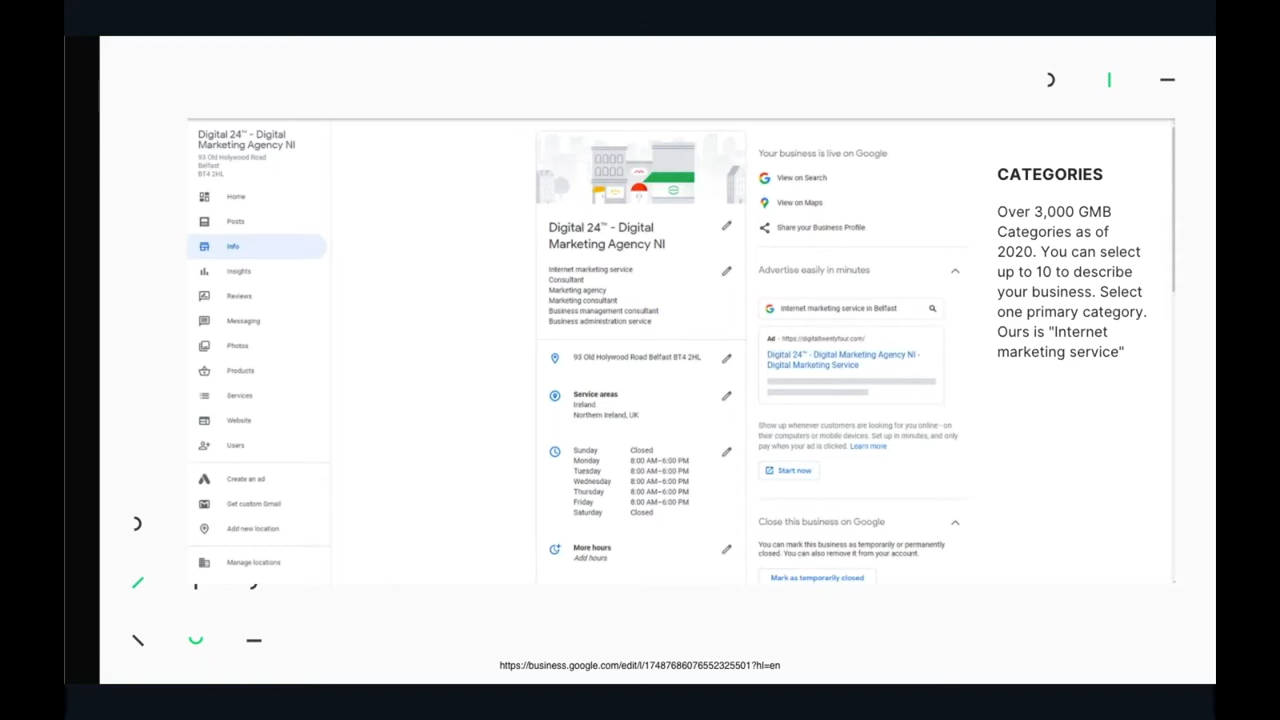 Digital 24™ - Digital
Marketing Agency NI
93 Old Holywood Road
Belfast
BT4 2HL
Home
Posts
Info
Insights
Reviews
Messaging
Photos
Products
Services
Website
Users
Create an ad
Get custom Gmail
Add new location
Manage locations
Digital 24™ - Digital
Marketing Agency NI
Internet marketing service
Consultant
Marketing agency
Marketing consultant
Business management consultant
Business administration service
93 Old Holywood Road Belfast BT4 2HL
Service areas
Ireland
Northern Ireland, UK
Sunday Closed
Monday 8:00 AM–6:00 PM
Tuesday 8:00 AM–6:00 PM
Wednesday 8:00 AM–6:00 PM
Thursday 8:00 AM–6:00 PM
Friday 8:00 AM–6:00 PM
Saturday Closed
More hours
Add hours
Your business is live on Google
View on Search
View on Maps
Share your Business Profile
Advertise easily in minutes
Internet marketing service in Belfast
Ad · https://digitaltwentyfour.com/
Digital 24™ - Digital Marketing Agency NI -
Digital Marketing Service
Show up whenever customers are looking for you online - on
their computers or mobile devices. Set up in minutes, and only
pay when your ad is clicked. Learn more
Start now
Close this business on Google
You can mark this business as temporarily or permanently
closed. You can also remove it from your account.
Mark as temporarily closed
CATEGORIES
Over 3,000 GMB
Categories as of
2020. You can select
up to 10 to describe
your business. Select
one primary category.
Ours is "Internet
marketing service"
https://business.google.com/edit/l/17487686076552325501?hl=en